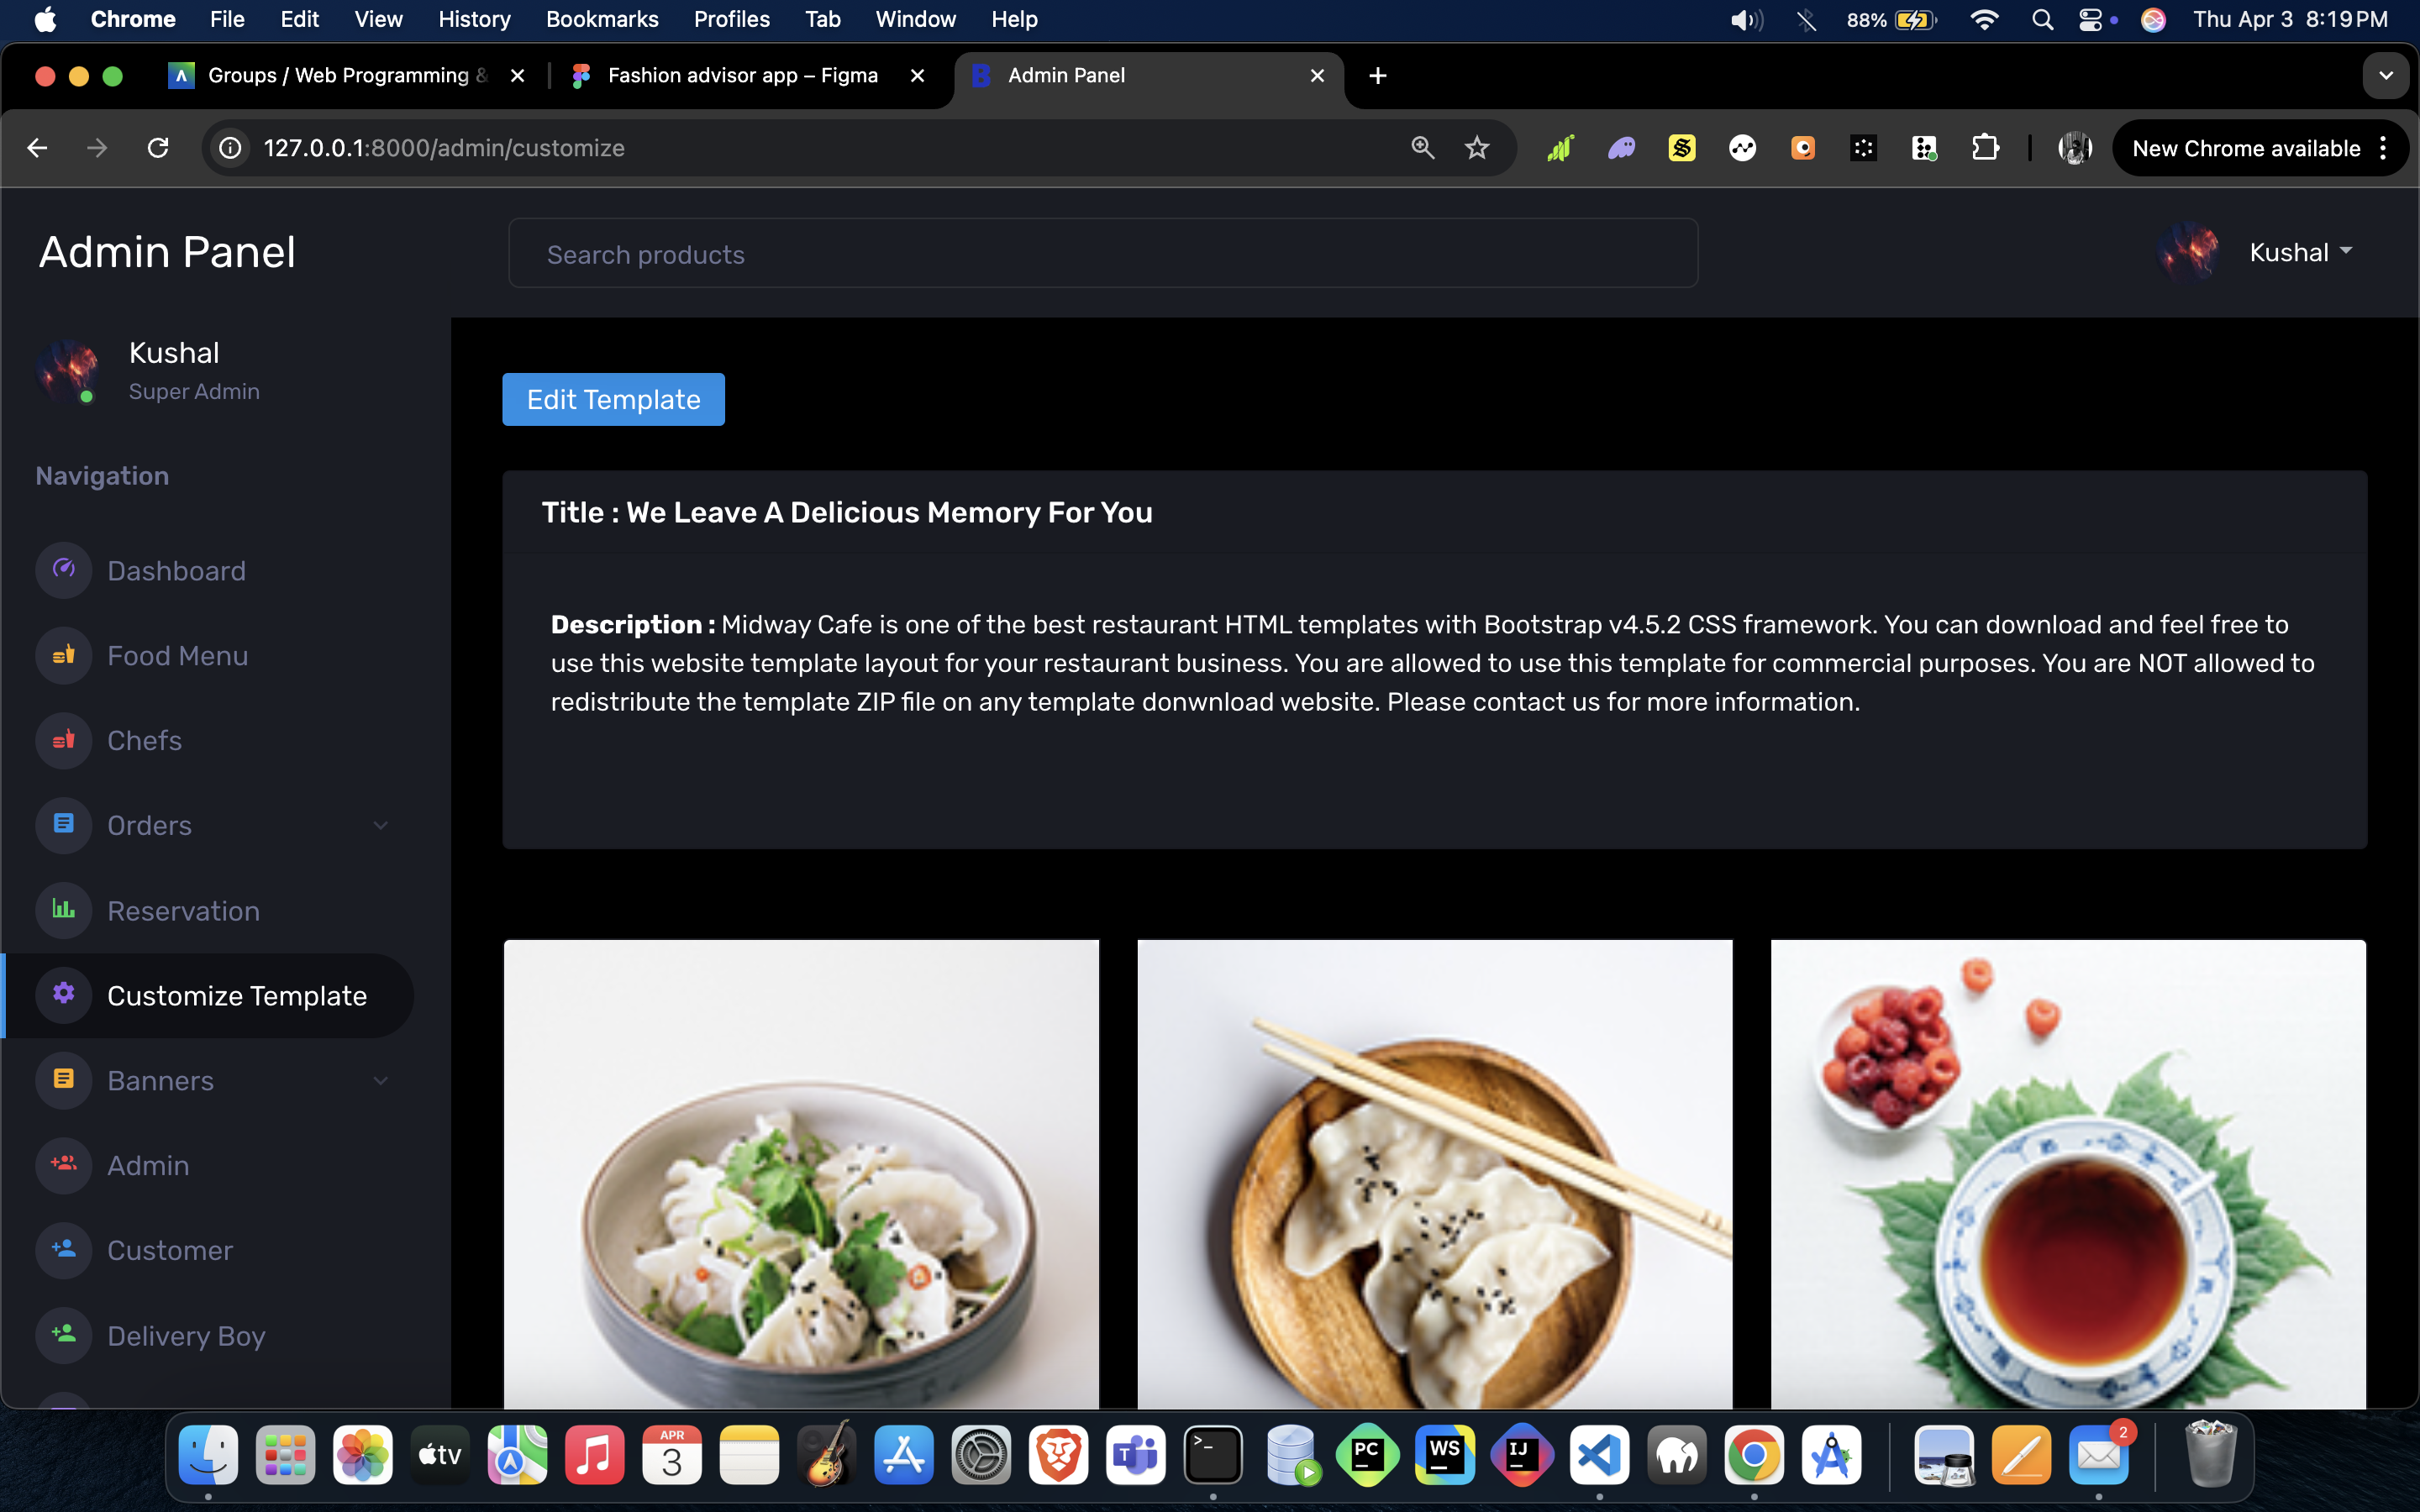 Chrome File Edit View History Bookmarks Profiles Tab Window Help 88% Thu Apr 3 8:19 PM
Groups / Web Programming & Fashion advisor app – Figma Admin Panel
127.0.0.1:8000/admin/customize New Chrome available
Admin Panel
Search products
Kushal
Kushal
Super Admin
Navigation
Dashboard
Food Menu
Chefs
Orders
Reservation
Customize Template
Banners
Admin
Customer
Delivery Boy
Edit Template
Title : We Leave A Delicious Memory For You
Description : Midway Cafe is one of the best restaurant HTML templates with Bootstrap v4.5.2 CSS framework. You can download and feel free to
use this website template layout for your restaurant business. You are allowed to use this template for commercial purposes. You are NOT allowed to
redistribute the template ZIP file on any template donwnload website. Please contact us for more information.
tv
APR
3
T
>_
PC
WS
IJ
2